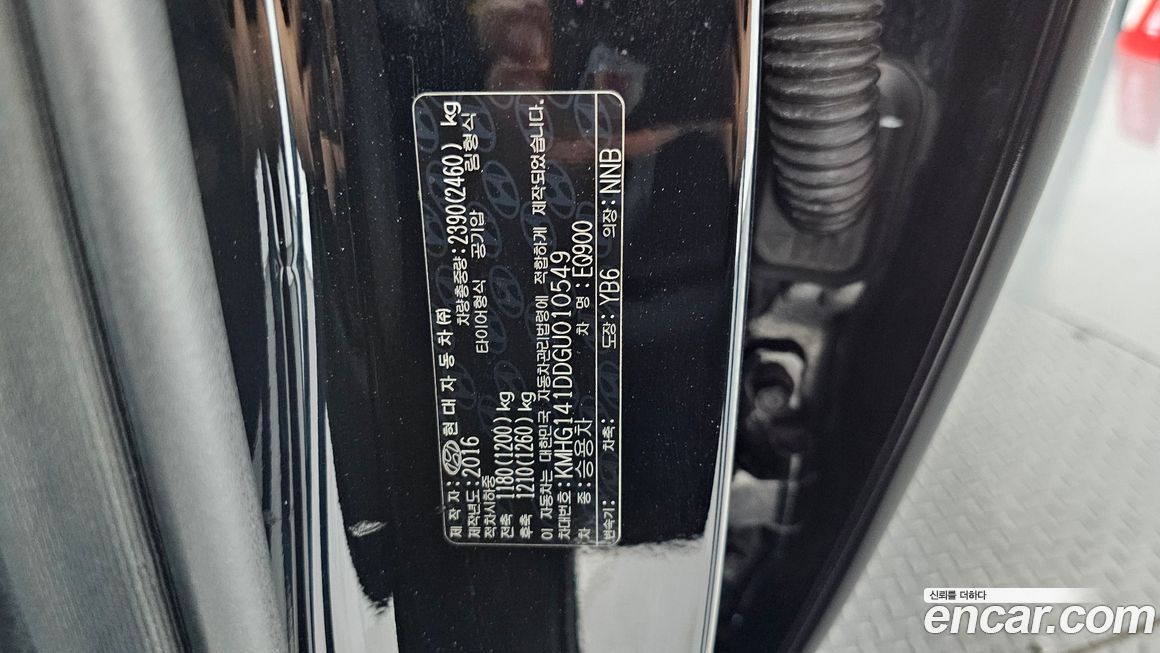 제 작 자: 현대자동차(주)
제작년도: 2016 차량총중량: 2390(2460) kg
적차시하중 타이어형식 공기압 림형식
전축 1180(1200)kg
후축 1210(1260)kg
이 자동차는 대한민국 자동차관리법령에 적합하게 제작되었습니다.
차대번호: KMHG141DDGU010549
차 종: 승용차 차 명: EQ900
변속기: 차축: 도장: YB6 의장: NNB
신뢰를 더하다
encar.com